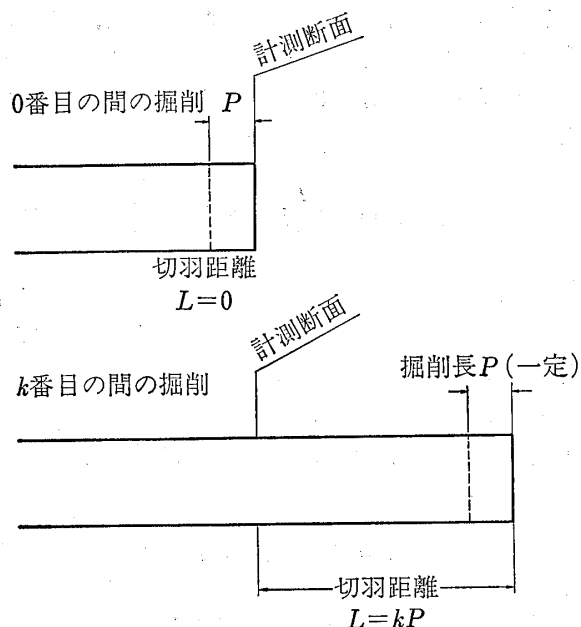 計測断面
0番目の間の掘削 P
切羽距離
L=0
計測断面
k番目の間の掘削
掘削長P(一定)
切羽距離
L=kP